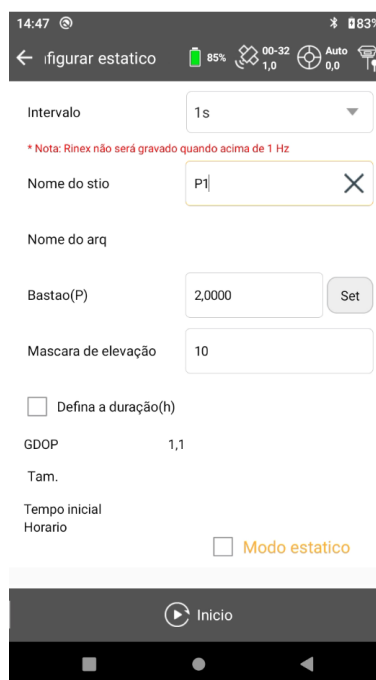 14:47 83%
ıfigurar estatico 85% 00-32 1,0 Auto 0,0
Intervalo 1s
* Nota: Rinex não será gravado quando acima de 1 Hz
Nome do stio P1
Nome do arq
Bastao(P) 2,0000 Set
Mascara de elevação 10
Defina a duração(h)
GDOP 1,1
Tam.
Tempo inicial
Horario
Modo estatico
Inicio